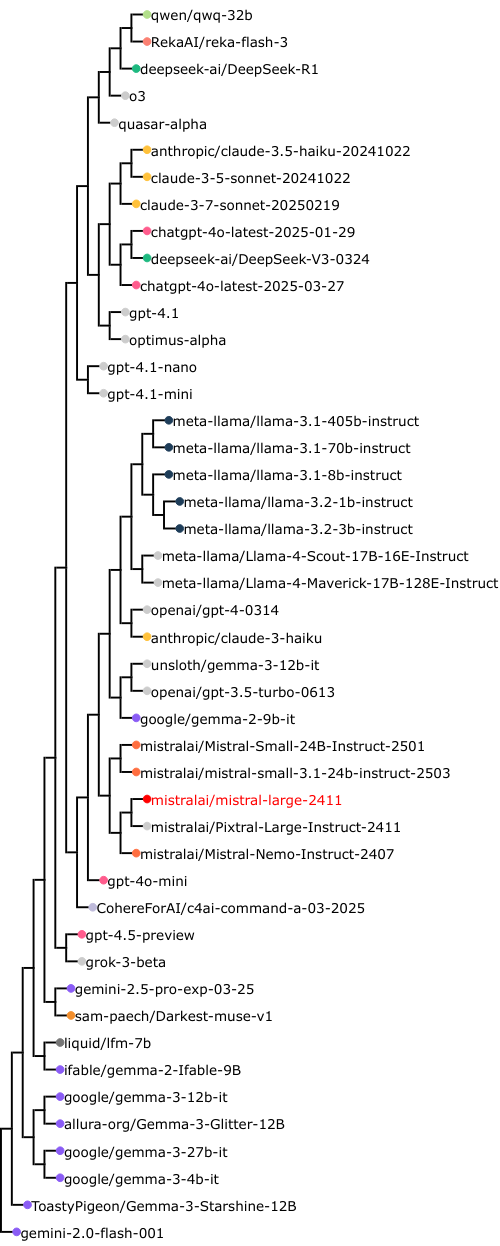 qwen/qwq-32b
RekaAI/reka-flash-3
deepseek-ai/DeepSeek-R1
o3
quasar-alpha
anthropic/claude-3.5-haiku-20241022
claude-3-5-sonnet-20241022
claude-3-7-sonnet-20250219
chatgpt-4o-latest-2025-01-29
deepseek-ai/DeepSeek-V3-0324
chatgpt-4o-latest-2025-03-27
gpt-4.1
optimus-alpha
gpt-4.1-nano
gpt-4.1-mini
meta-llama/llama-3.1-405b-instruct
meta-llama/llama-3.1-70b-instruct
meta-llama/llama-3.1-8b-instruct
meta-llama/llama-3.2-1b-instruct
meta-llama/llama-3.2-3b-instruct
meta-llama/Llama-4-Scout-17B-16E-Instruct
meta-llama/Llama-4-Maverick-17B-128E-Instruct
openai/gpt-4-0314
anthropic/claude-3-haiku
unsloth/gemma-3-12b-it
openai/gpt-3.5-turbo-0613
google/gemma-2-9b-it
mistralai/Mistral-Small-24B-Instruct-2501
mistralai/mistral-small-3.1-24b-instruct-2503
mistralai/mistral-large-2411
mistralai/Pixtral-Large-Instruct-2411
mistralai/Mistral-Nemo-Instruct-2407
gpt-4o-mini
CohereForAI/c4ai-command-a-03-2025
gpt-4.5-preview
grok-3-beta
gemini-2.5-pro-exp-03-25
sam-paech/Darkest-muse-v1
liquid/lfm-7b
ifable/gemma-2-Ifable-9B
google/gemma-3-12b-it
allura-org/Gemma-3-Glitter-12B
google/gemma-3-27b-it
google/gemma-3-4b-it
ToastyPigeon/Gemma-3-Starshine-12B
gemini-2.0-flash-001